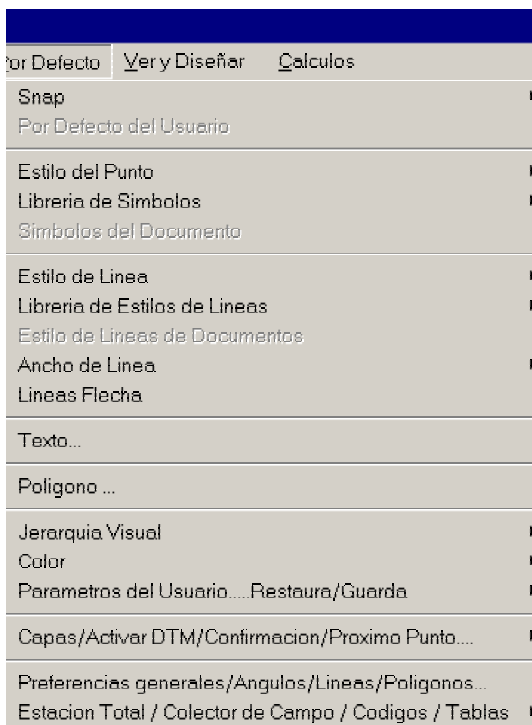 Por Defecto Ver y Diseñar Calculos
Snap
Por Defecto del Usuario
Estilo del Punto
Libreria de Simbolos
Simbolos del Documento
Estilo de Linea
Libreria de Estilos de Lineas
Estilo de Lineas de Documentos
Ancho de Linea
Lineas Flecha
Texto...
Poligono ...
Jerarquia Visual
Color
Parametros del Usuario.....Restaura/Guarda
Capas/Activar DTM/Confirmacion/Proximo Punto....
Preferencias generales/Angulos/Lineas/Poligonos...
Estacion Total / Colector de Campo / Codigos / Tablas